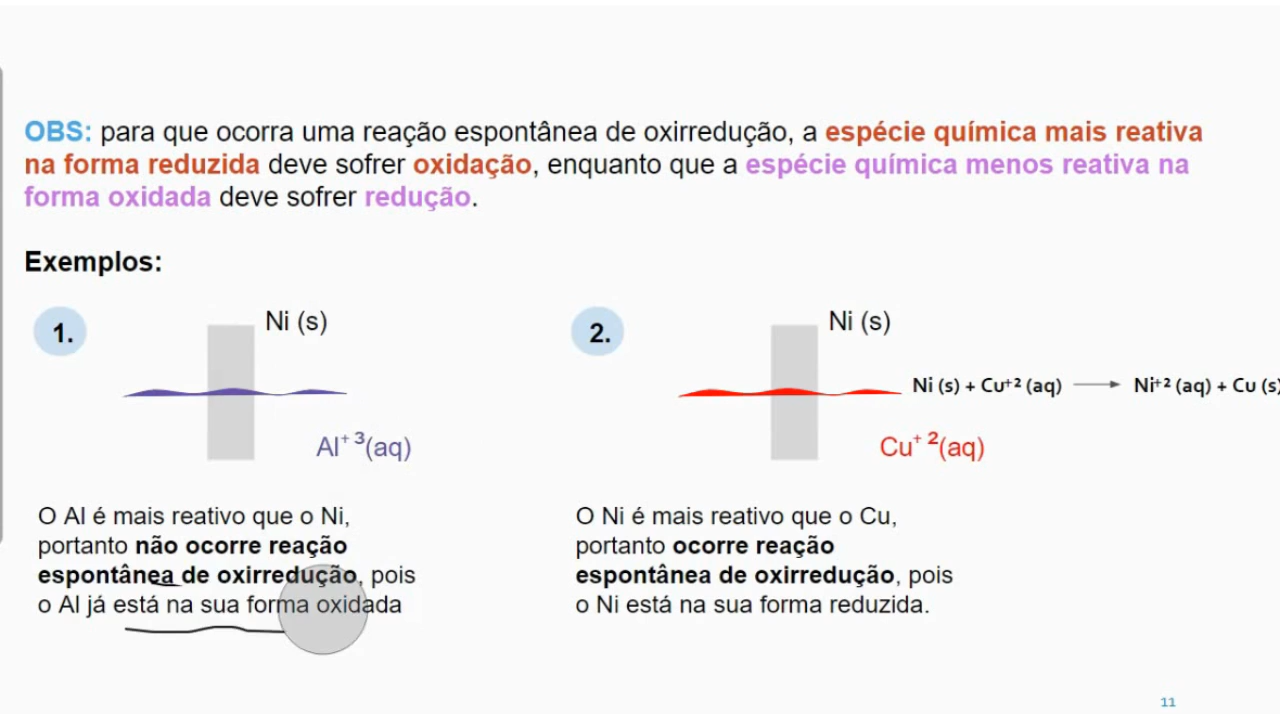 OBS: para que ocorra uma reação espontânea de oxirredução, a espécie química mais reativa
na forma reduzida deve sofrer oxidação, enquanto que a espécie química menos reativa na
forma oxidada deve sofrer redução.
Exemplos:
1.
Ni (s)
Al⁺³(aq)
O Al é mais reativo que o Ni,
portanto não ocorre reação
espontânea de oxirredução, pois
o Al já está na sua forma oxidada
2.
Ni (s)
Ni (s) + Cu⁺² (aq) ⟶ Ni⁺² (aq) + Cu (s)
Cu⁺²(aq)
O Ni é mais reativo que o Cu,
portanto ocorre reação
espontânea de oxirredução, pois
o Ni está na sua forma reduzida.
11